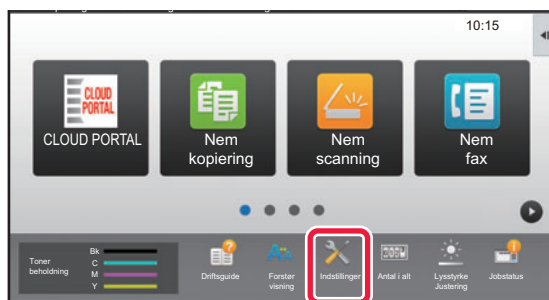 10:15
CLOUD
PORTAL
CLOUD PORTAL
Nem
kopiering
Nem
scanning
Nem
fax
Toner
beholdning
Bk
C
M
Y
Driftsguide
Forstør
visning
Indstillinger
Antal i alt
Lysstyrke
Justering
Jobstatus